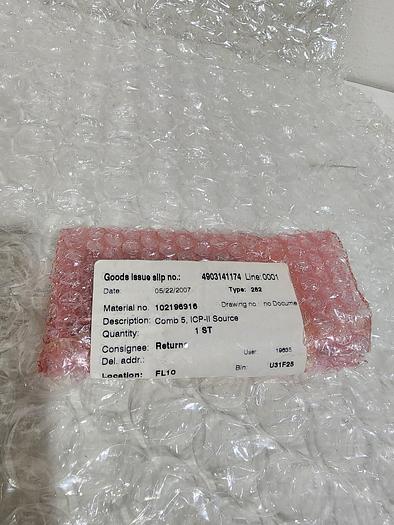 Goods issue slip no.: 4903141174 Line: 0001
Date: 05/22/2007 Type: 262
Material no. 102196916 Drawing no. : no Docume
Description: Comb 5, ICP-II Source
Quantity: 1 ST
Consignee: Returns User: 19635
Del. addr.:
Location: FL10 Bin: U31F25